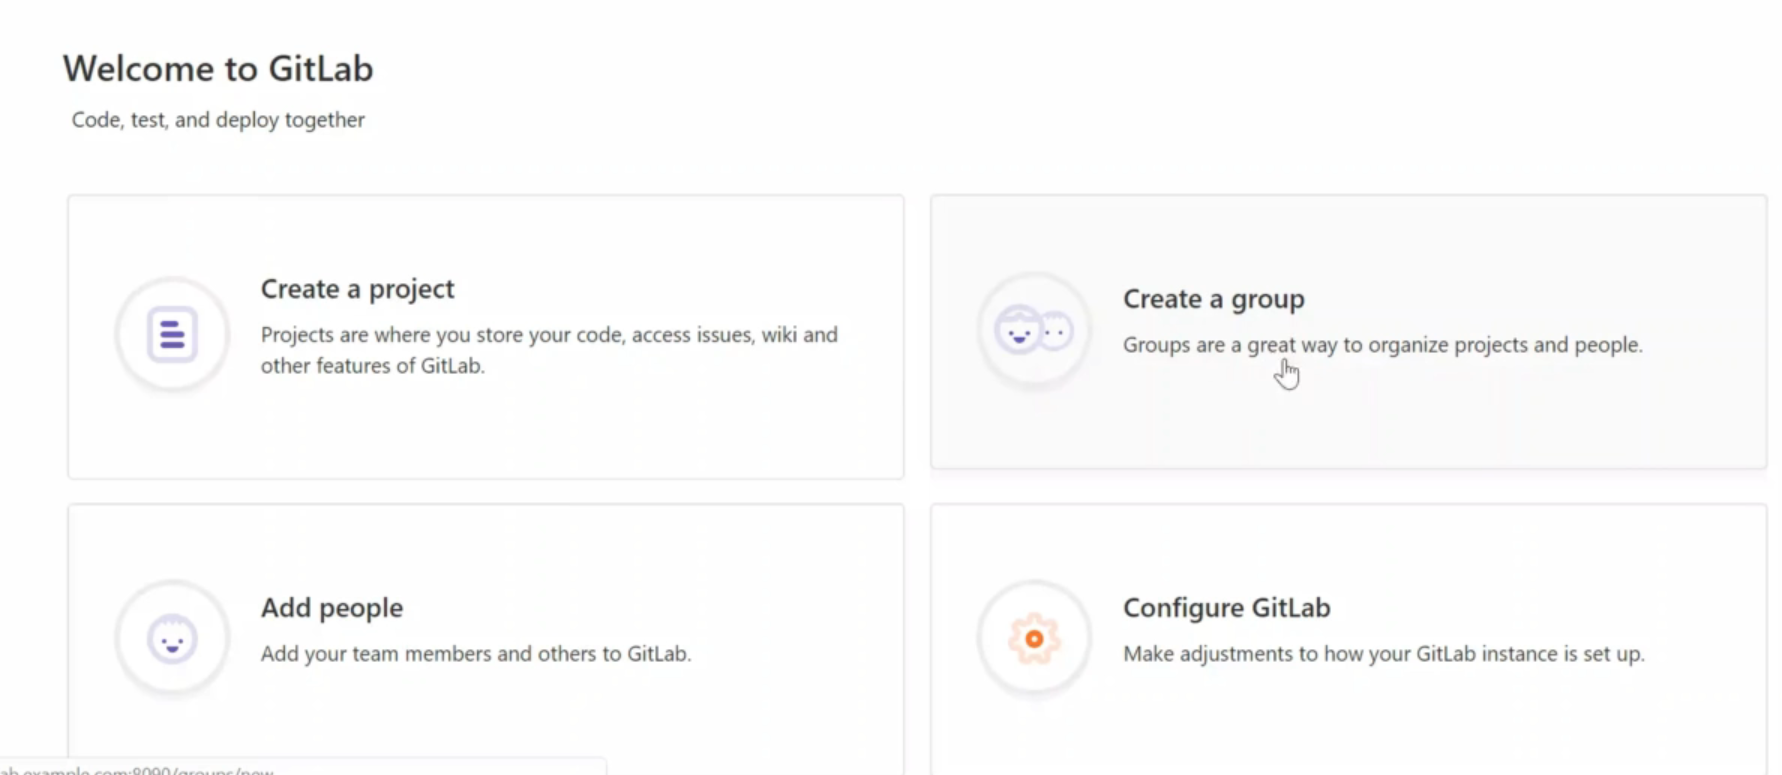 Welcome to GitLab
Code, test, and deploy together
Create a project
Projects are where you store your code, access issues, wiki and
other features of GitLab.
Create a group
Groups are a great way to organize projects and people.
Add people
Add your team members and others to GitLab.
Configure GitLab
Make adjustments to how your GitLab instance is set up.
ab.example.com:8090/groups/new